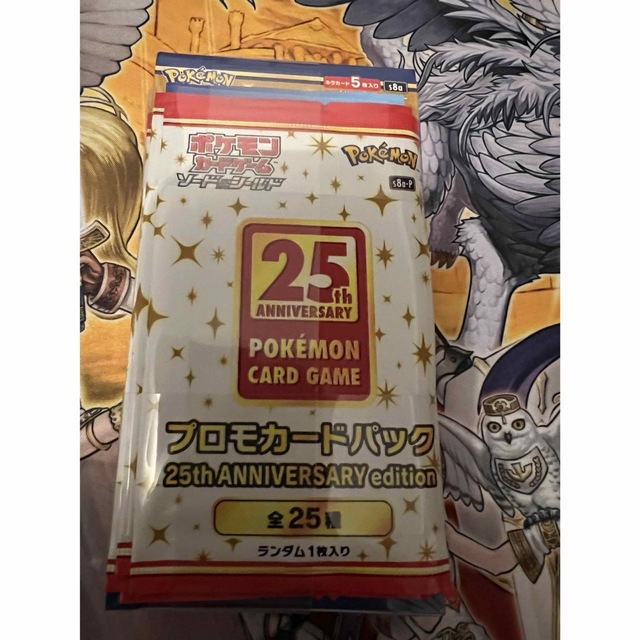 POKÉMON
キラカード5枚入り s8a
ポケモン
カードゲーム
ソード&シールド
POKÉMON
s8a-P
25th
ANNIVERSARY
POKÉMON
CARD GAME
プロモカードパック
25th ANNIVERSARY edition
全25種
ランダム1枚入り